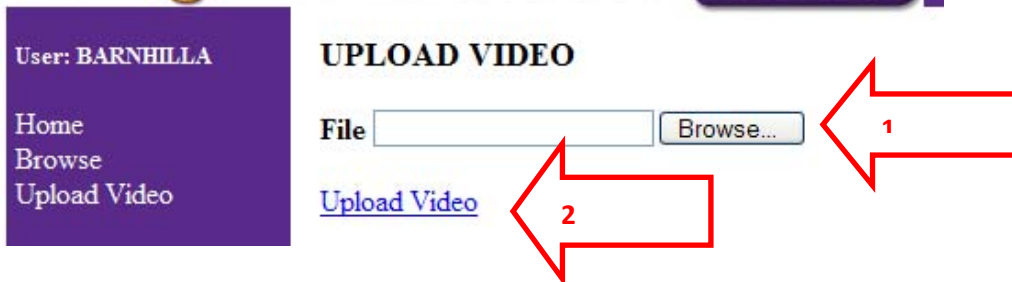 User: BARNHILLA
Home
Browse
Upload Video
UPLOAD VIDEO
File Browse...
1
Upload Video
2